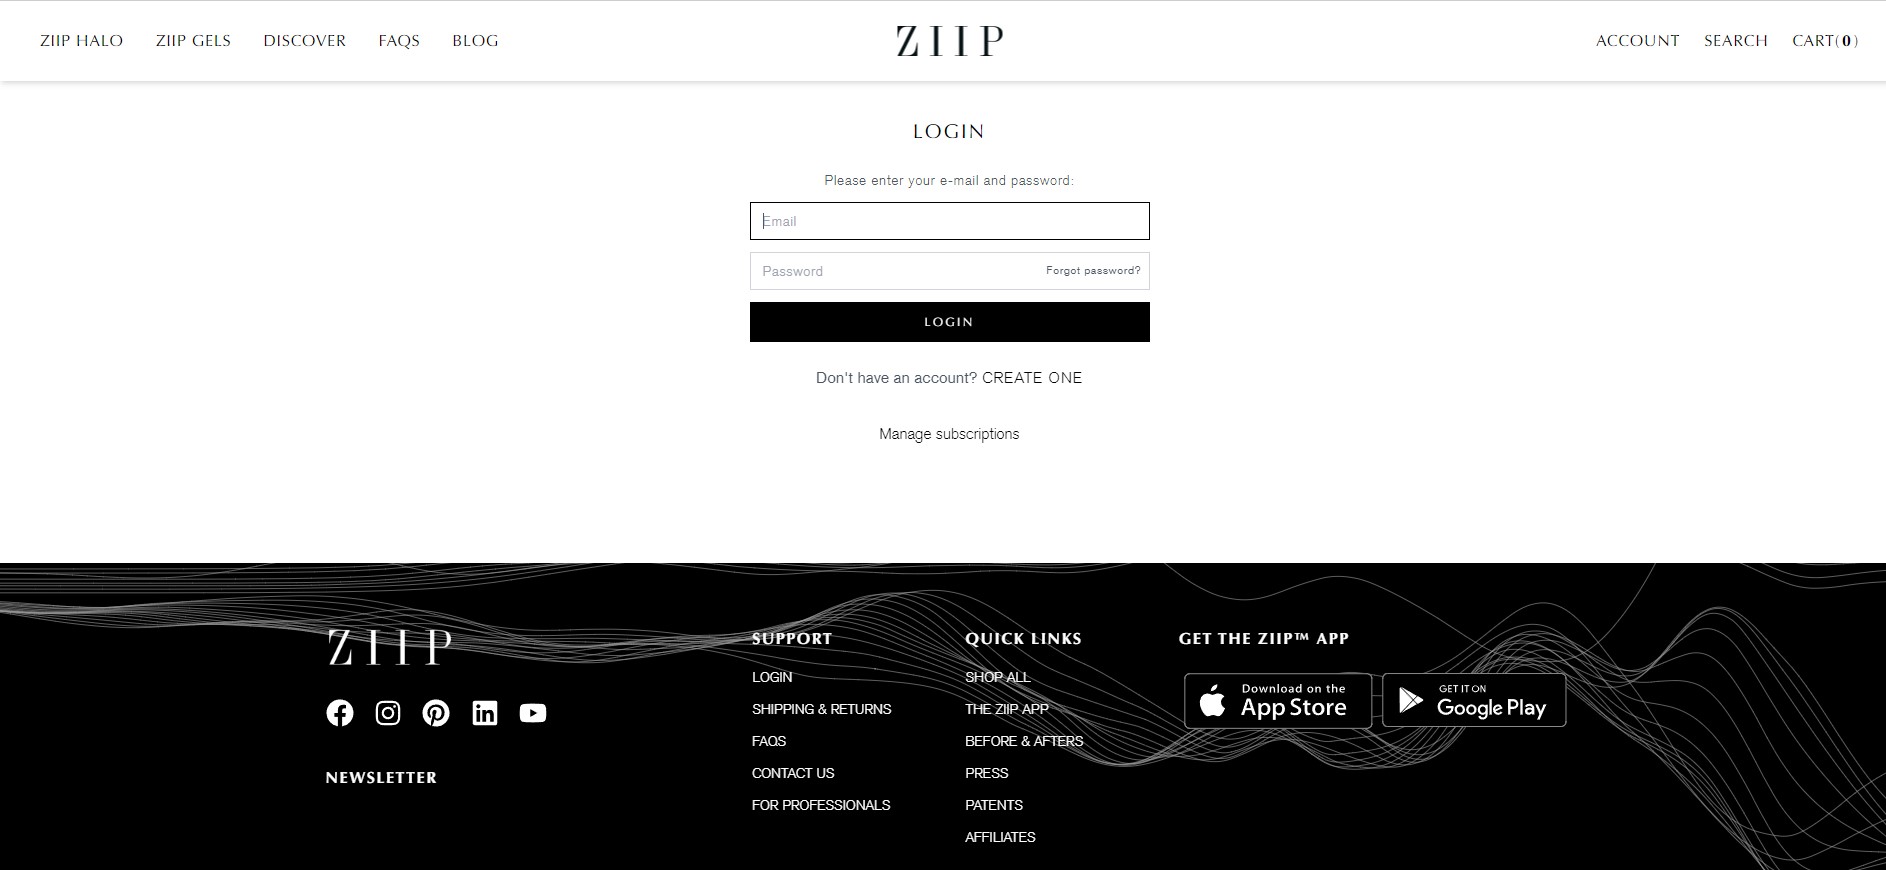 ZIIP HALO ZIIP GELS DISCOVER FAQS BLOG
ZIIP
ACCOUNT SEARCH CART(0)
LOGIN
Please enter your e-mail and password:
Email
Password Forgot password?
LOGIN
Don't have an account? CREATE ONE
Manage subscriptions
ZIIP
NEWSLETTER
SUPPORT
LOGIN
SHIPPING & RETURNS
FAQS
CONTACT US
FOR PROFESSIONALS
QUICK LINKS
SHOP ALL
THE ZIIP APP
BEFORE & AFTERS
PRESS
PATENTS
AFFILIATES
GET THE ZIIP™ APP
Download on the
App Store
GET IT ON
Google Play